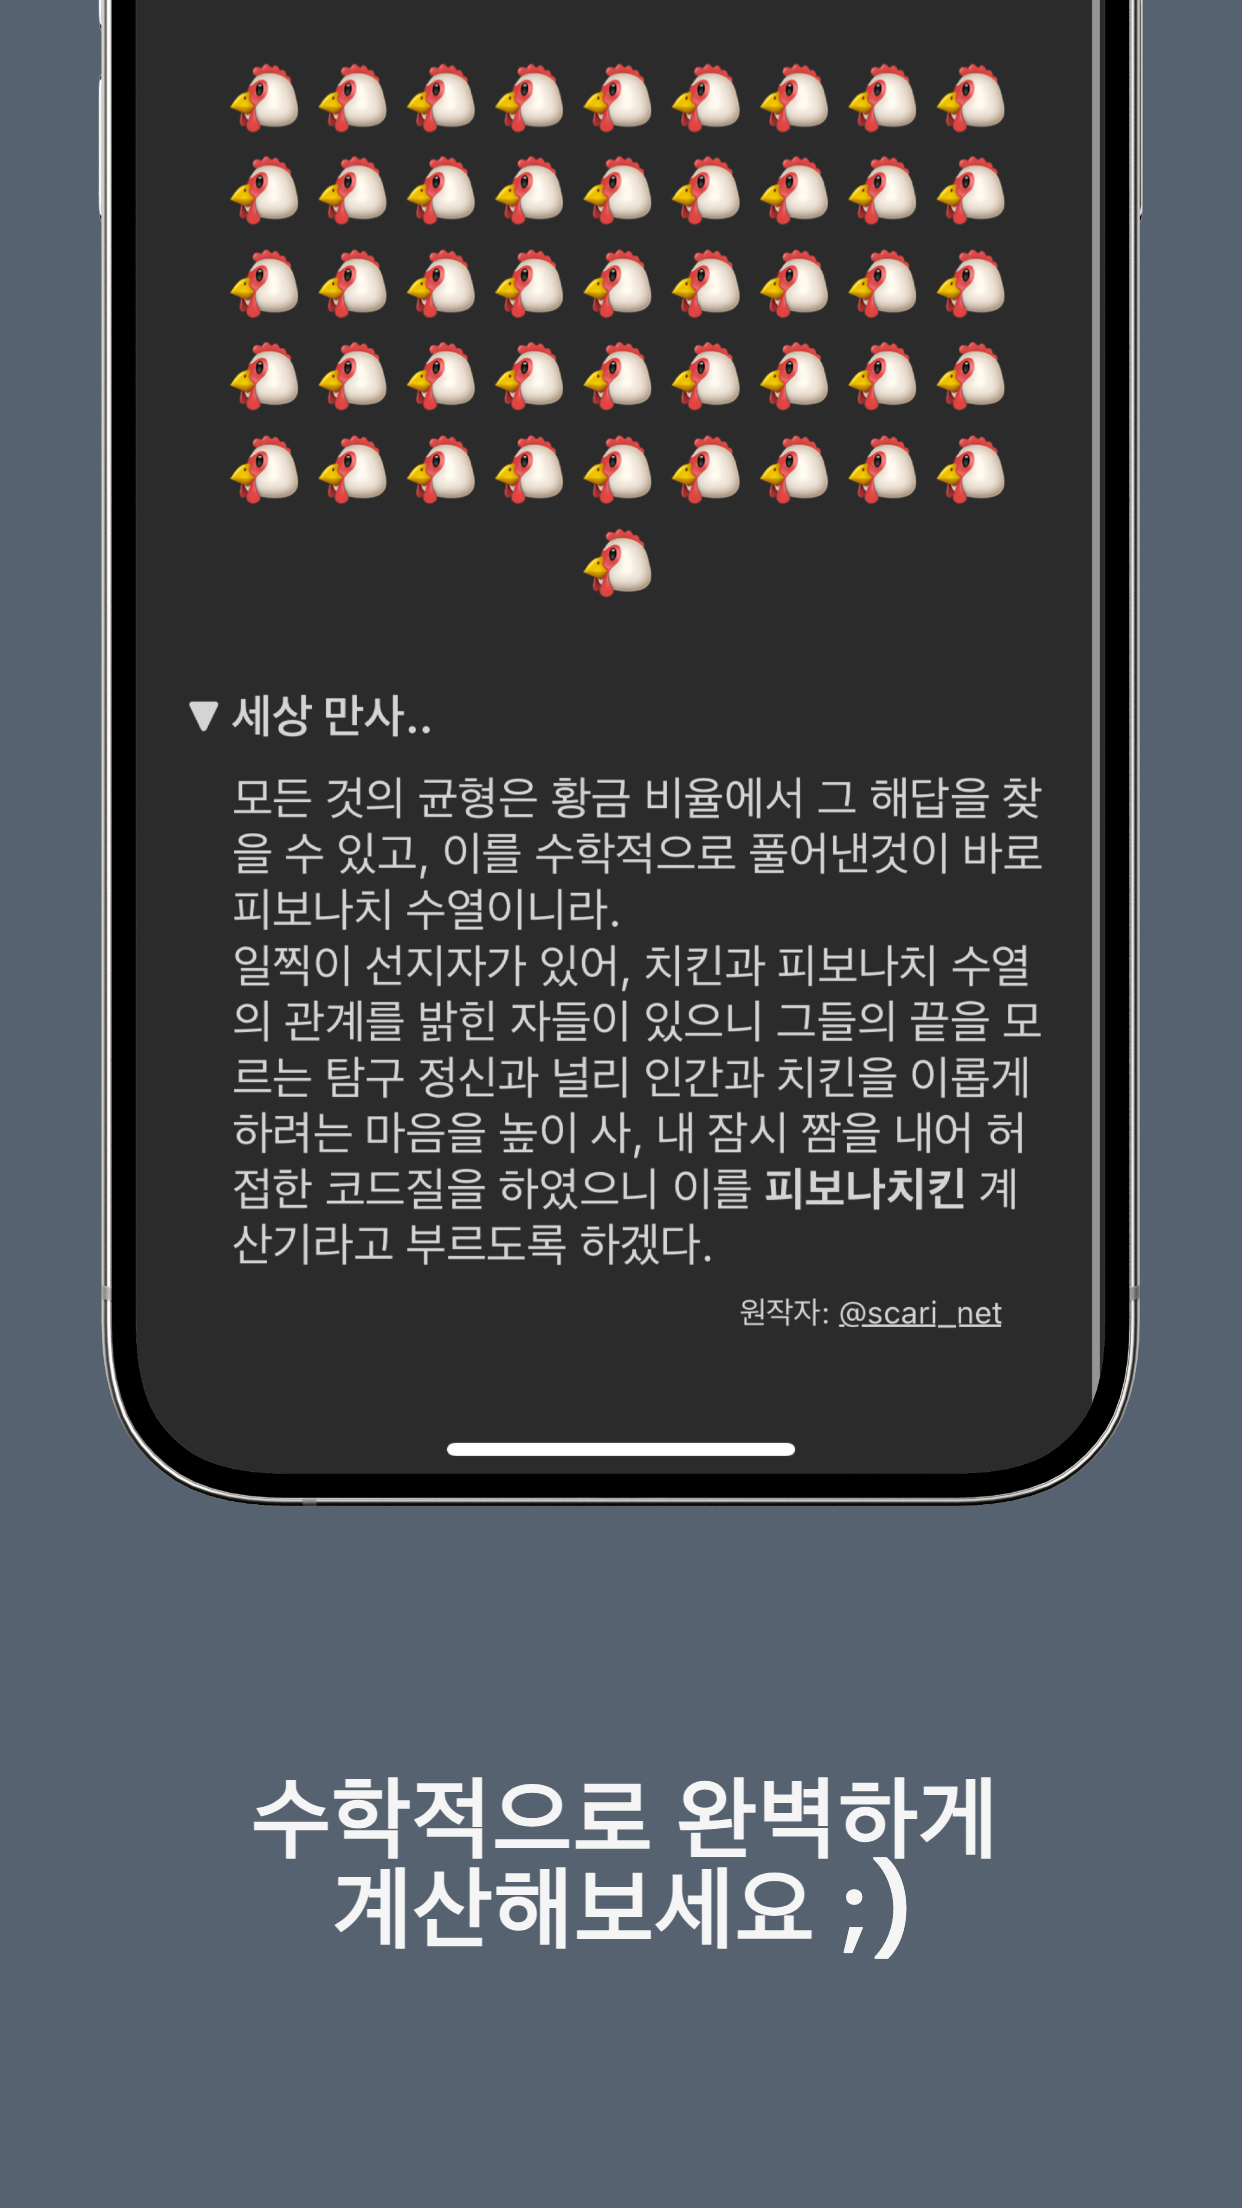 ▼ 세상 만사..
모든 것의 균형은 황금 비율에서 그 해답을 찾
을 수 있고, 이를 수학적으로 풀어낸것이 바로
피보나치 수열이니라.
일찍이 선지자가 있어, 치킨과 피보나치 수열
의 관계를 밝힌 자들이 있으니 그들의 끝을 모
르는 탐구 정신과 널리 인간과 치킨을 이롭게
하려는 마음을 높이 사, 내 잠시 짬을 내어 허
접한 코드질을 하였으니 이를 피보나치킨 계
산기라고 부르도록 하겠다.
원작자: @scari_net
수학적으로 완벽하게
계산해보세요 ;)